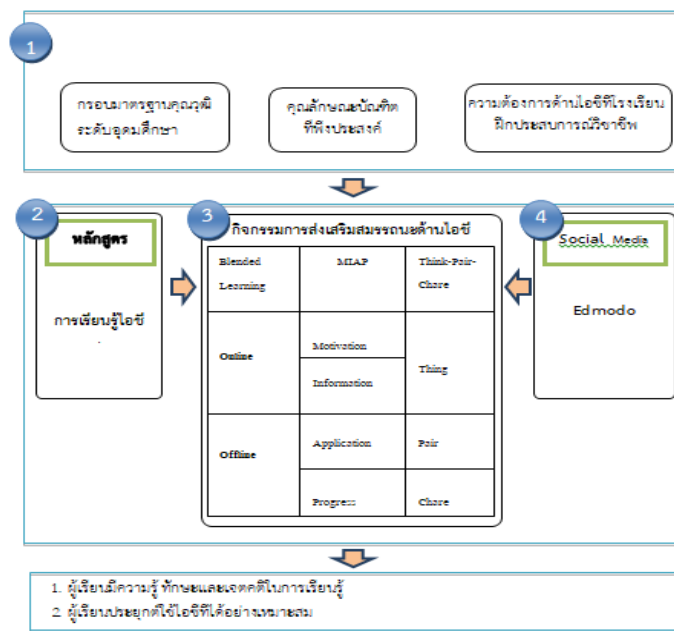 1
กรอบมาตรฐานคุณวุฒิ
ระดับอุดมศึกษา
คุณลักษณะบัณฑิต
ที่พึงประสงค์
ความต้องการด้านไอซีทีโรงเรียน
ฝึกประสบการณ์วิชาชีพ
2
หลักสูตร
การเรียนรู้ไอซี
3
กิจกรรมการส่งเสริมสมรรถนะด้านไอซี
Blended
Learning
MIAP
Think-Pair-
Chare
Online
Motivation
Information
Thing
Offline
Application
Pair
Progress
Chare
4
Social Media
Edmodo
1. ผู้เรียนมีความรู้ ทักษะและเจตคติในการเรียนรู้
2. ผู้เรียนประยุกต์ใช้ไอซีทีได้อย่างเหมาะสม